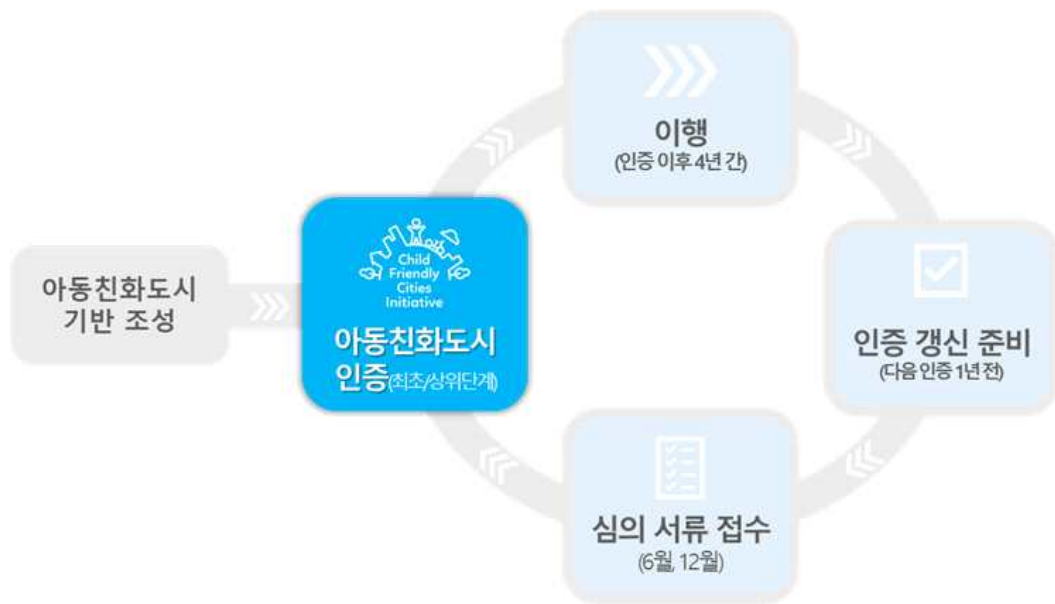 이행
(인증 이후 4년 간)
Child
Friendly
Cities
Initiative
아동친화도시
인증(최초/상위단계)
아동친화도시
기반 조성
인증 갱신 준비
(다음 인증 1년 전)
심의 서류 접수
(6월, 12월)